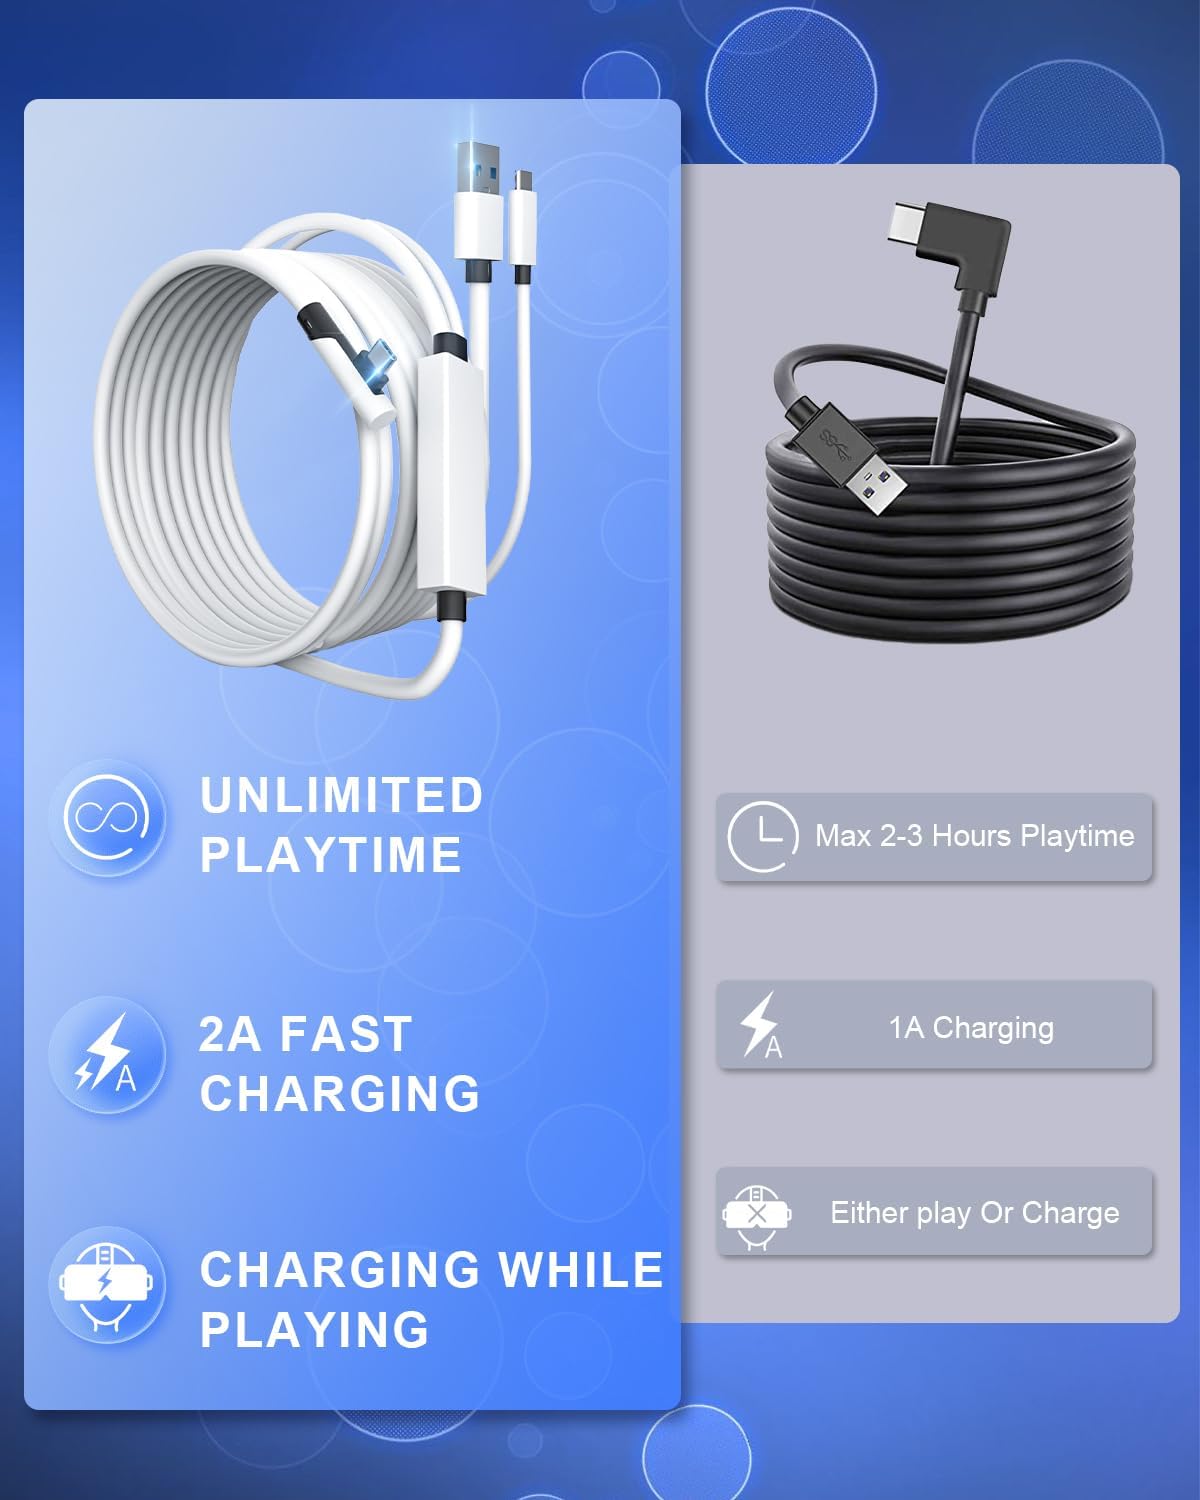 UNLIMITED
PLAYTIME
2A FAST
CHARGING
CHARGING WHILE
PLAYING
Max 2-3 Hours Playtime
1A Charging
Either play Or Charge
A
A